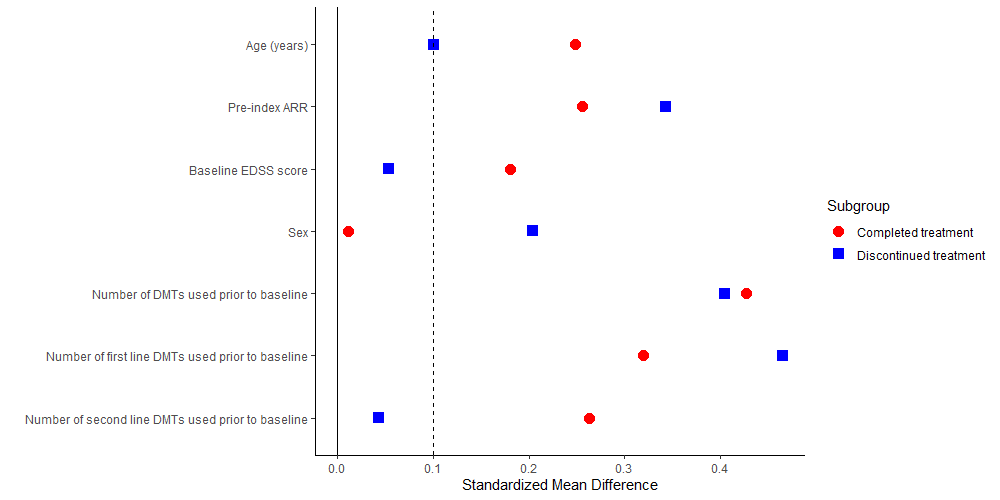 Age (years)
Pre-index ARR
Baseline EDSS score
Sex
Number of DMTs used prior to baseline
Number of first line DMTs used prior to baseline
Number of second line DMTs used prior to baseline
0.0 0.1 0.2 0.3 0.4
Standardized Mean Difference
Subgroup
Completed treatment
Discontinued treatment